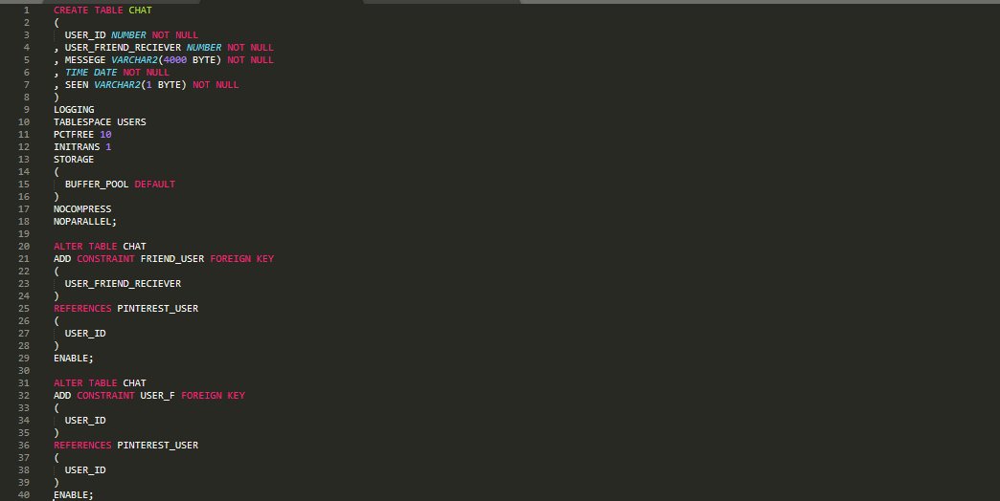 1 CREATE TABLE CHAT
2 (
3 USER_ID NUMBER NOT NULL
4 , USER_FRIEND_RECIEVER NUMBER NOT NULL
5 , MESSEGE VARCHAR2(4000 BYTE) NOT NULL
6 , TIME DATE NOT NULL
7 , SEEN VARCHAR2(1 BYTE) NOT NULL
8 )
9 LOGGING
10 TABLESPACE USERS
11 PCTFREE 10
12 INITRANS 1
13 STORAGE
14 (
15 BUFFER_POOL DEFAULT
16 )
17 NOCOMPRESS
18 NOPARALLEL;
19
20 ALTER TABLE CHAT
21 ADD CONSTRAINT FRIEND_USER FOREIGN KEY
22 (
23 USER_FRIEND_RECIEVER
24 )
25 REFERENCES PINTEREST_USER
26 (
27 USER_ID
28 )
29 ENABLE;
30
31 ALTER TABLE CHAT
32 ADD CONSTRAINT USER_F FOREIGN KEY
33 (
34 USER_ID
35 )
36 REFERENCES PINTEREST_USER
37 (
38 USER_ID
39 )
40 ENABLE;